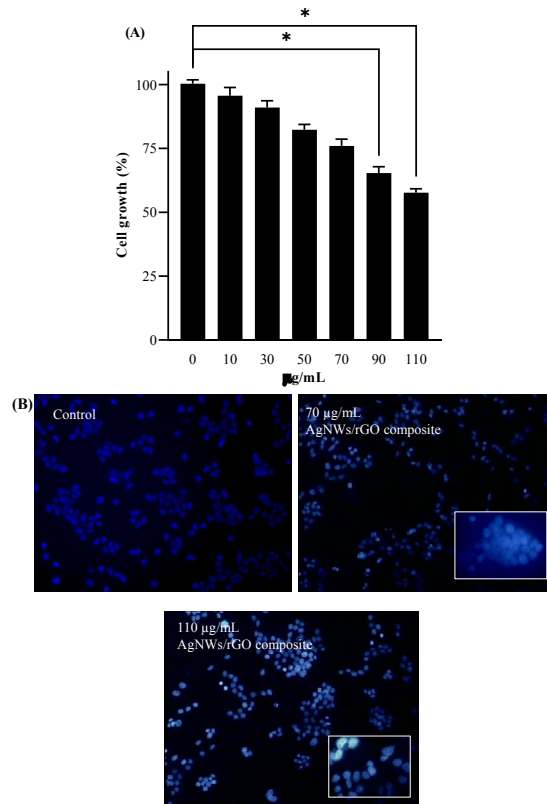 (A)
*
*
100
75
50
25
0
Cell growth (%)
0 10 30 50 70 90 110
µg/mL
(B)
Control
70 µg/mL
AgNWs/rGO composite
110 µg/mL
AgNWs/rGO composite